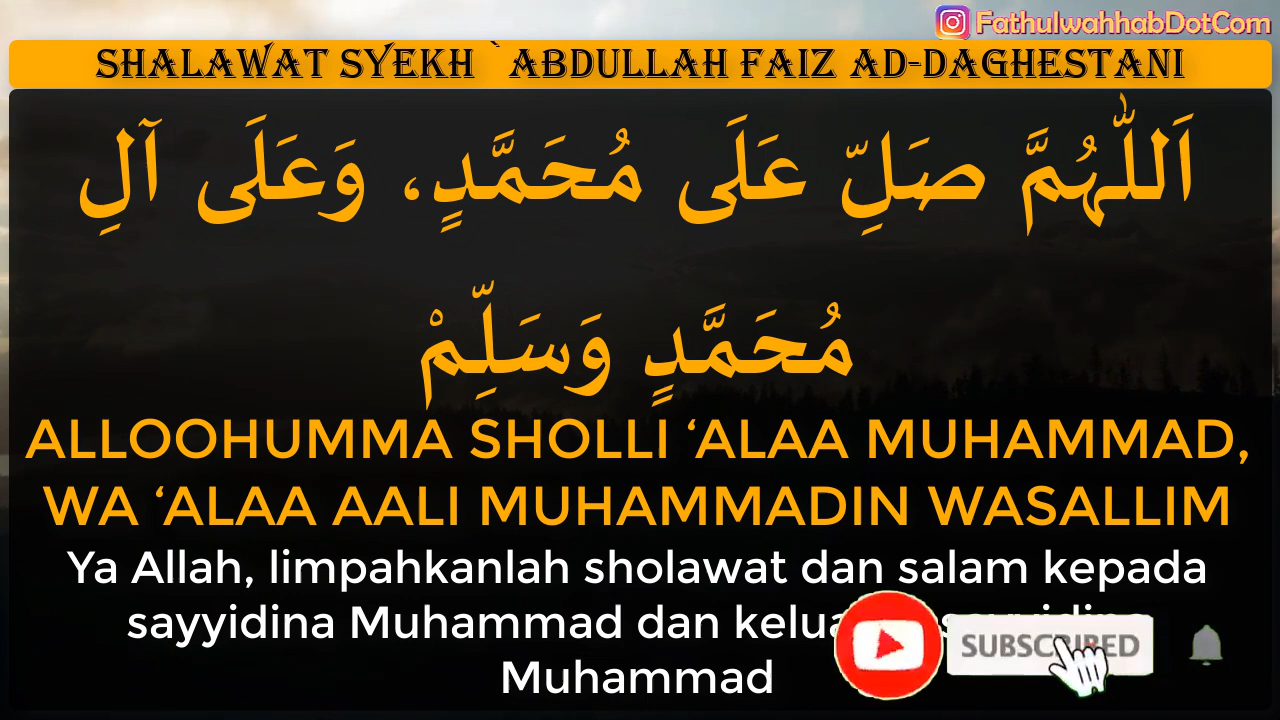 FathulwahhabDotCom
SHALAWAT SYEKH `ABDULLAH FAIZ AD-DAGHESTANI
اَللّٰهُمَّ صَلِّ عَلَى مُحَمَّدٍ، وَعَلَى آلِ
مُحَمَّدٍ وَسَلِّمْ
ALLOOHUMMA SHOLLI ‘ALAA MUHAMMAD,
WA ‘ALAA AALI MUHAMMADIN WASALLIM
Ya Allah, limpahkanlah sholawat dan salam kepada
sayyidina Muhammad dan
Muhammad
SUBSCRIBED